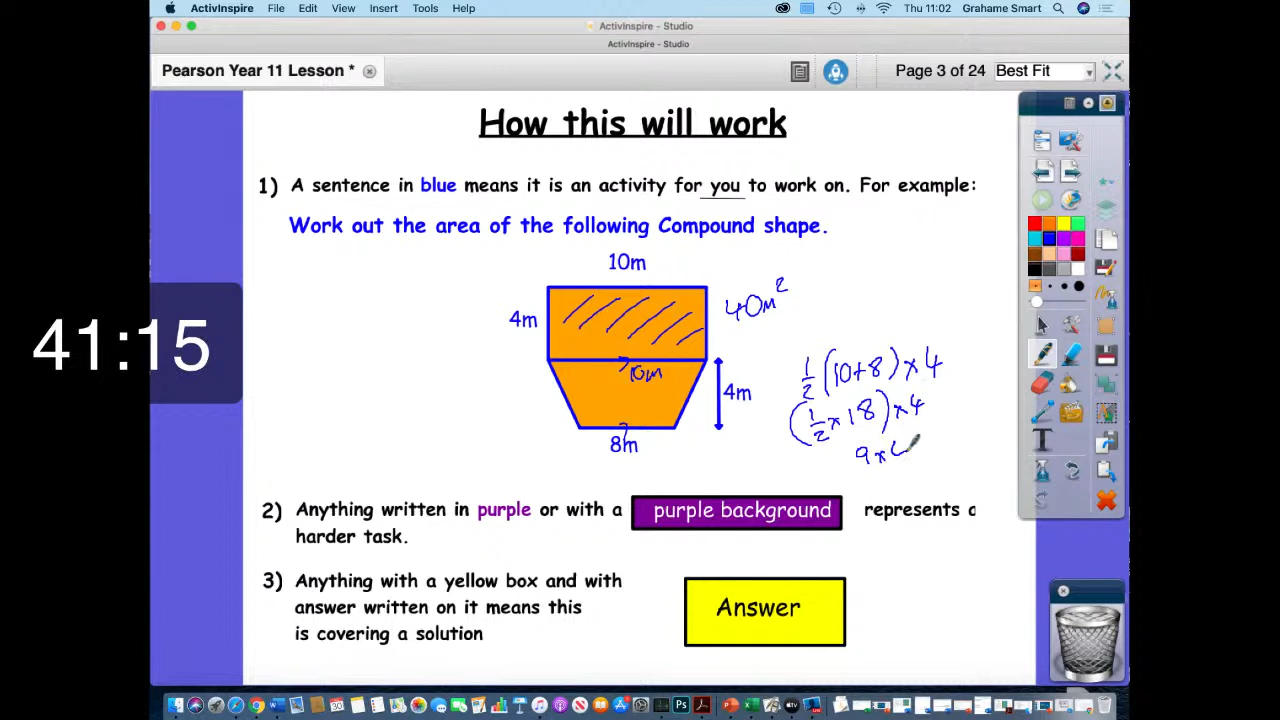 ActivInspire File Edit View Insert Tools Help Thu 11:02 Grahame Smart
ActivInspire - Studio
ActivInspire - Studio
Pearson Year 11 Lesson * Page 3 of 24 Best Fit
How this will work
1) A sentence in blue means it is an activity for you to work on. For example:
Work out the area of the following Compound shape.
10m
4m
40m²
10m
4m
8m
½(10+8)×4
(½×18)×4
9×
41:15
2) Anything written in purple or with a purple background represents a
harder task.
3) Anything with a yellow box and with
answer written on it means this
is covering a solution
Answer
T